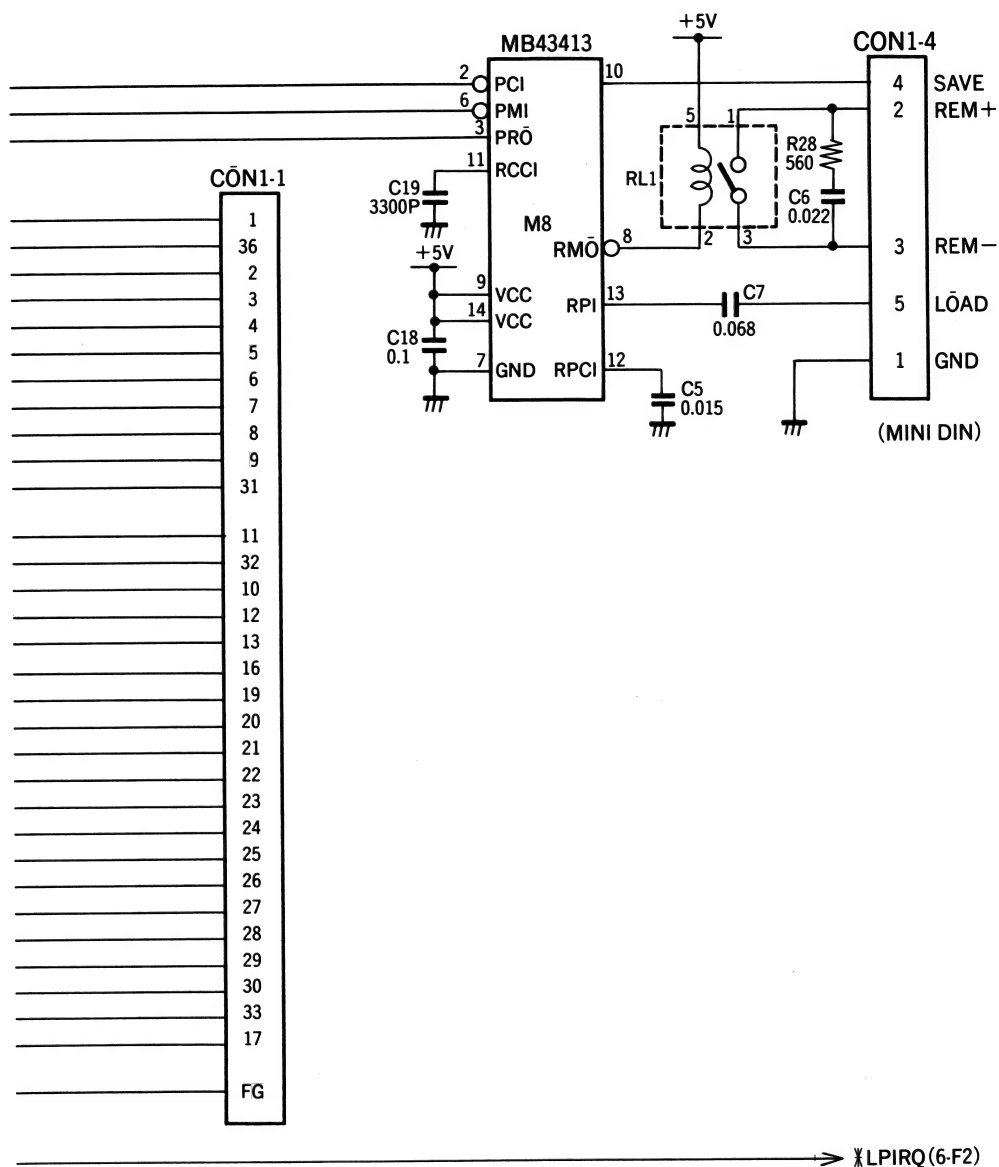 +5V
MB43413
CON1-4
2 PCI
10
4 SAVE
6 PMI
2 REM+
3 PRŌ
5
1
R28
560
11 RCCI
CŌN1-1
C19
3300P
RL1
C6
0.022
1
M8
36
+5V
RMŌ 8
2
3
3 REM−
2
9 VCC
RPI 13
C7
5 LŌAD
3
14 VCC
0.068
4
C18
0.1
5
7 GND
RPCI 12
1 GND
6
C5
0.015
7
8
(MINI DIN)
9
31
11
32
10
12
13
16
19
20
21
22
23
24
25
26
27
28
29
30
33
17
FG
*LPIRQ(6-F2)